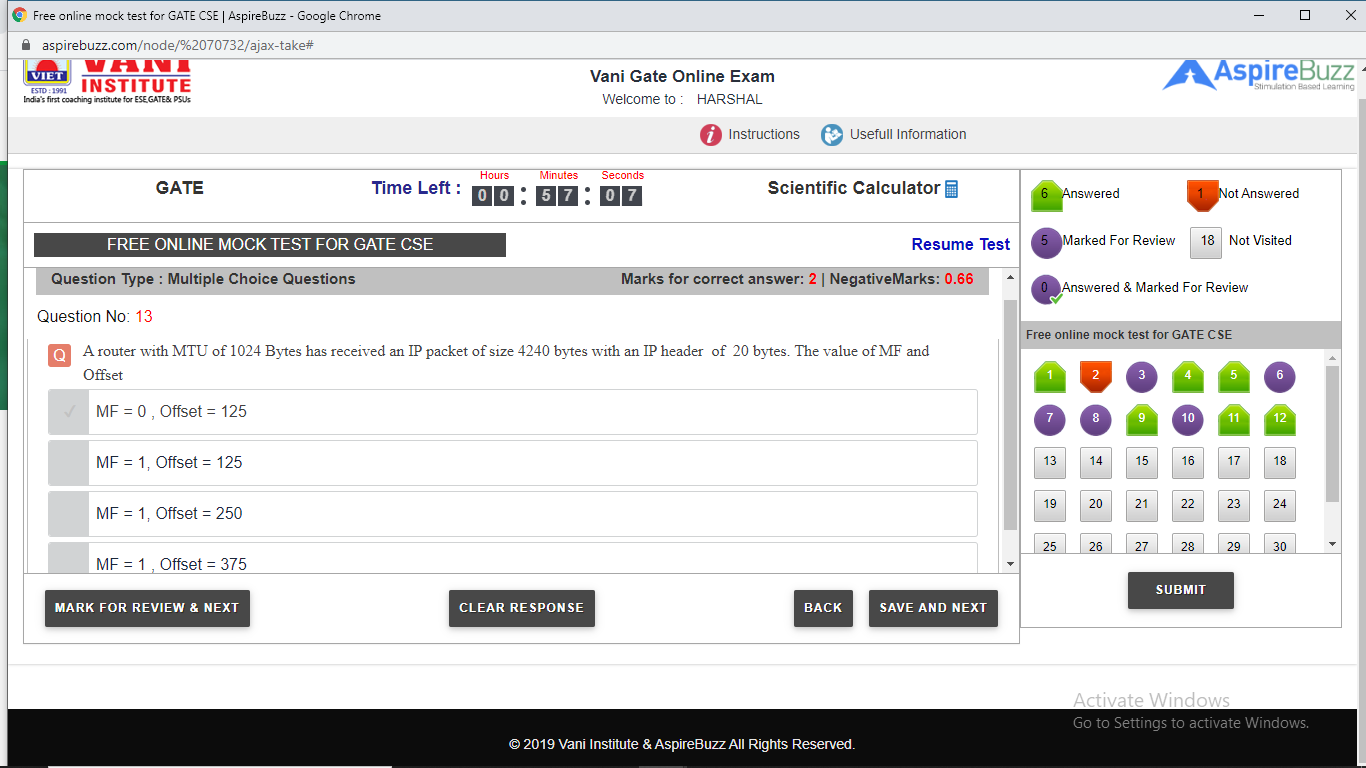 Free online mock test for GATE CSE | AspireBuzz - Google Chrome
aspirebuzz.com/node/%2070732/ajax-take#
VIET
ESTD : 1991
VANI
INSTITUTE
India's first coaching institute for ESE,GATE& PSUs
Vani Gate Online Exam
Welcome to : HARSHAL
AspireBuzz
Stimulation Based Learning
i Instructions
Usefull Information
GATE
Time Left :
Hours Minutes Seconds
0 0 : 5 7 : 0 7
Scientific Calculator
FREE ONLINE MOCK TEST FOR GATE CSE
Resume Test
Question Type : Multiple Choice Questions
Marks for correct answer: 2 | NegativeMarks: 0.66
Question No: 13
Q
A router with MTU of 1024 Bytes has received an IP packet of size 4240 bytes with an IP header of 20 bytes. The value of MF and
Offset
MF = 0 , Offset = 125
MF = 1, Offset = 125
MF = 1, Offset = 250
MF = 1 , Offset = 375
MARK FOR REVIEW & NEXT
CLEAR RESPONSE
BACK
SAVE AND NEXT
6 Answered
1 Not Answered
5 Marked For Review
18 Not Visited
0 Answered & Marked For Review
Free online mock test for GATE CSE
1 2 3 4 5 6
7 8 9 10 11 12
13 14 15 16 17 18
19 20 21 22 23 24
25 26 27 28 29 30
SUBMIT
Activate Windows
Go to Settings to activate Windows.
© 2019 Vani Institute & AspireBuzz All Rights Reserved.